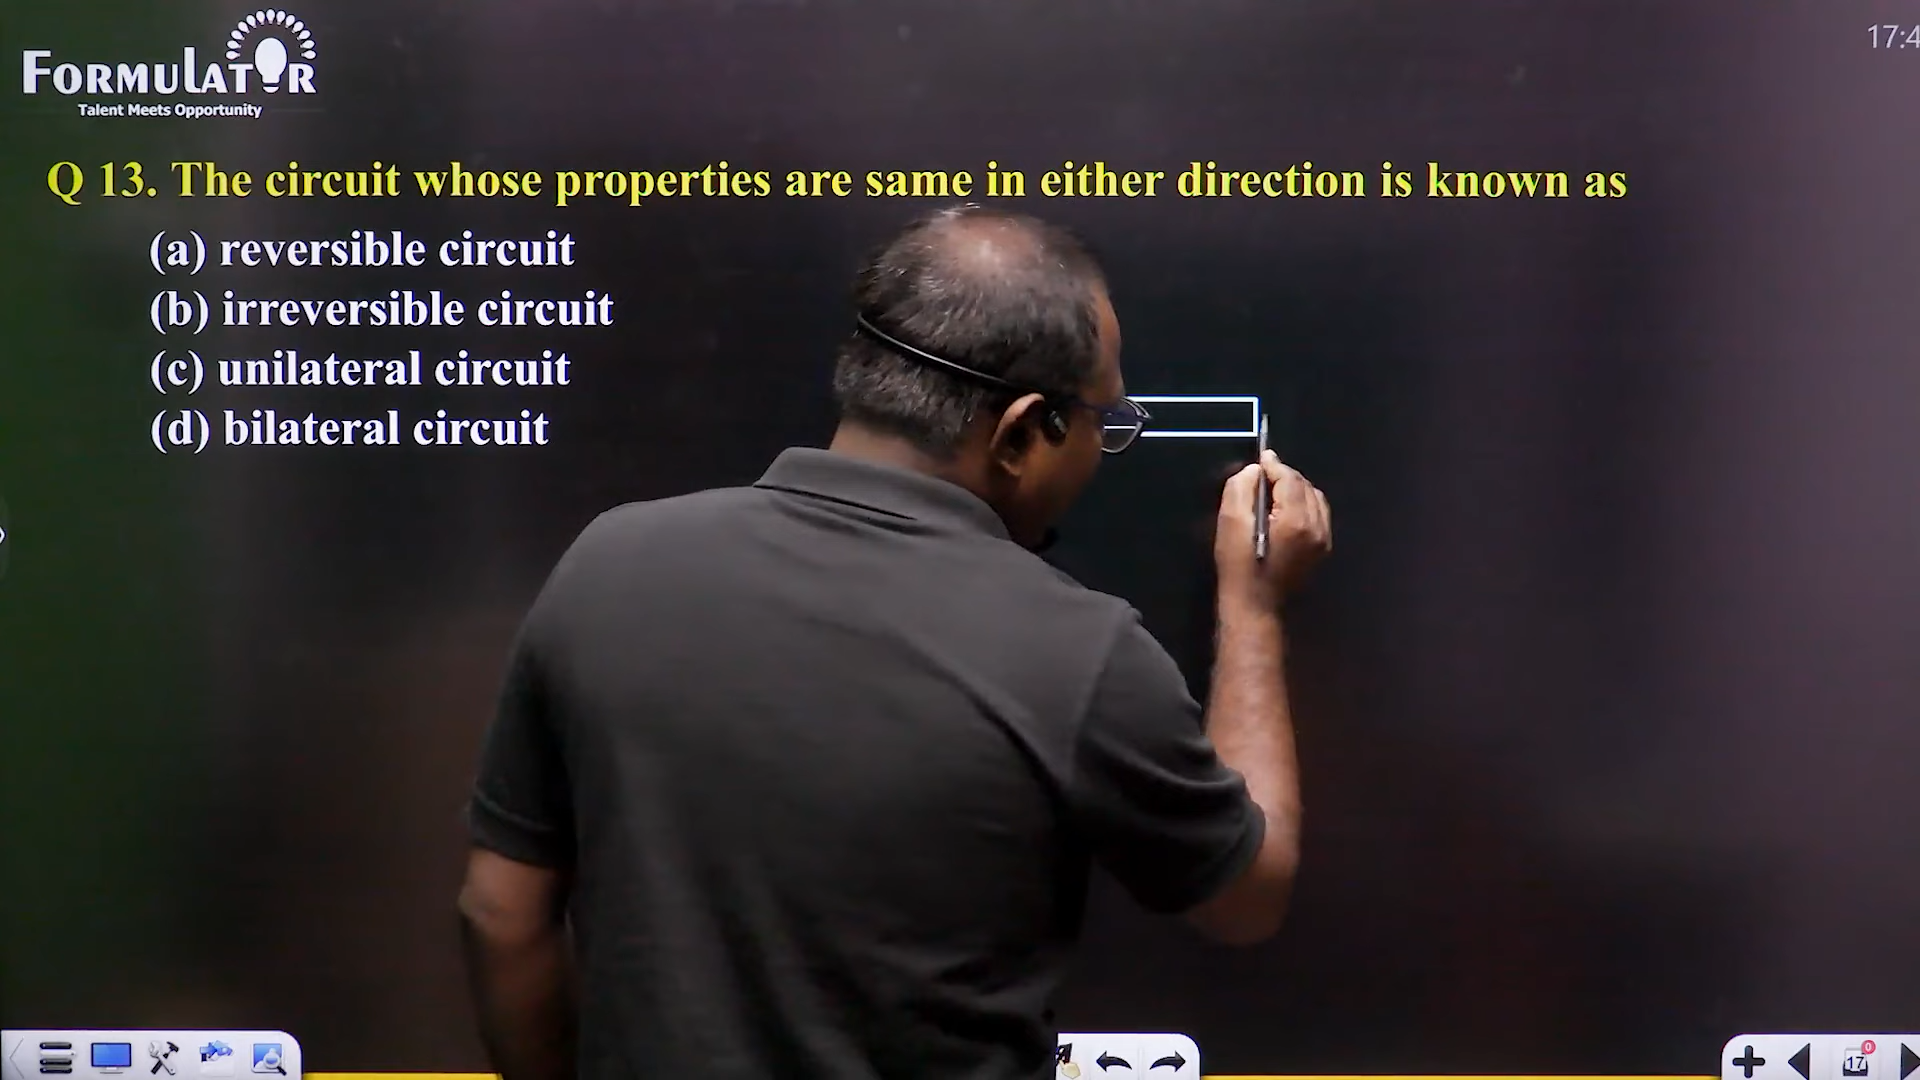 17:4
FORMULATOR
Talent Meets Opportunity
Q 13. The circuit whose properties are same in either direction is known as
(a) reversible circuit
(b) irreversible circuit
(c) unilateral circuit
(d) bilateral circuit
17
0